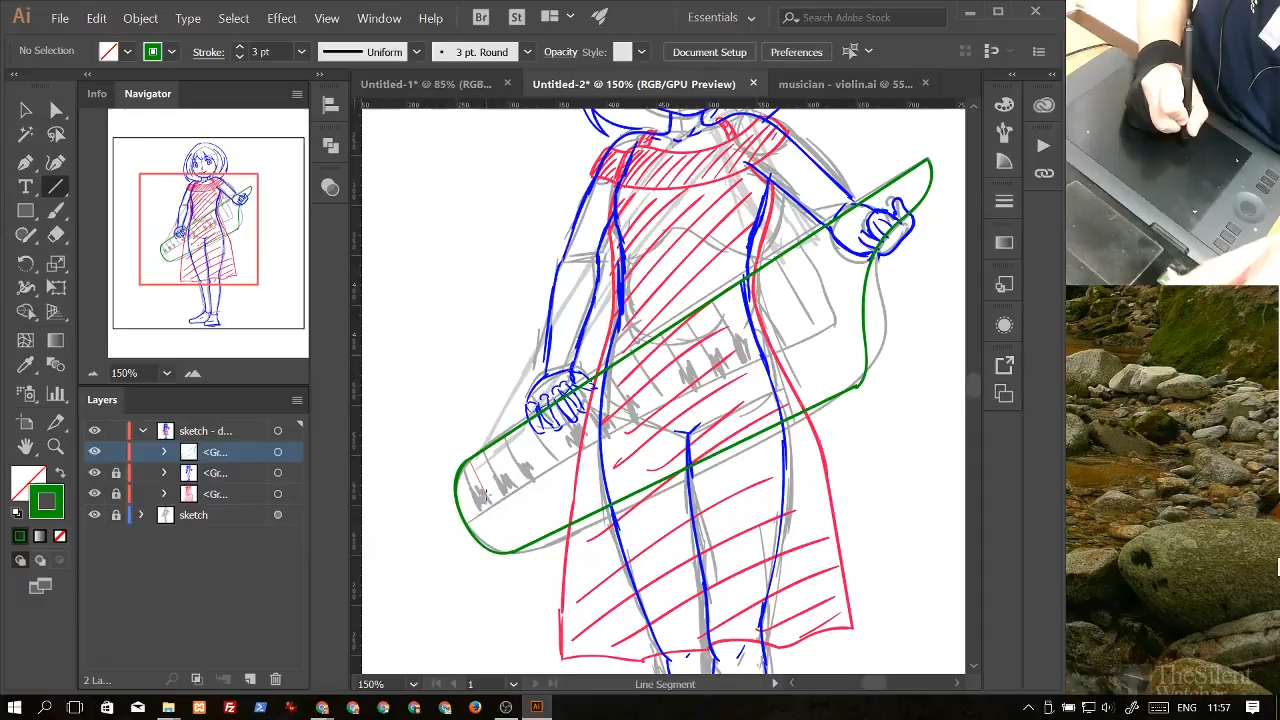 Ai File Edit Object Type Select Effect View Window Help Br St Essentials Search Adobe Stock
No Selection Stroke: 3 pt Uniform 3 pt. Round Opacity Style: Document Setup Preferences
Info Navigator Untitled-1* @ 85% (RGB... Untitled-2* @ 150% (RGB/GPU Preview) musician - violin.ai @ 55...
150%
Layers
sketch - d...
<Gr...
<Gr...
<Gr...
sketch
2 La...
150% 1 Line Segment
TheSilent
Watcher
ENG 11:57